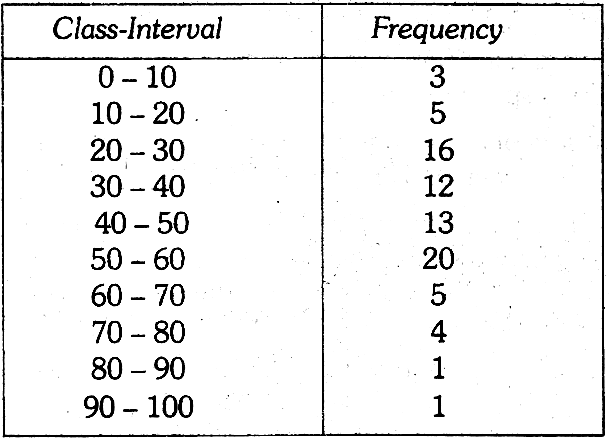 Class-Interval Frequency
0 – 10 3
10 – 20 5
20 – 30 16
30 – 40 12
40 – 50 13
50 – 60 20
60 – 70 5
70 – 80 4
80 – 90 1
90 – 100 1